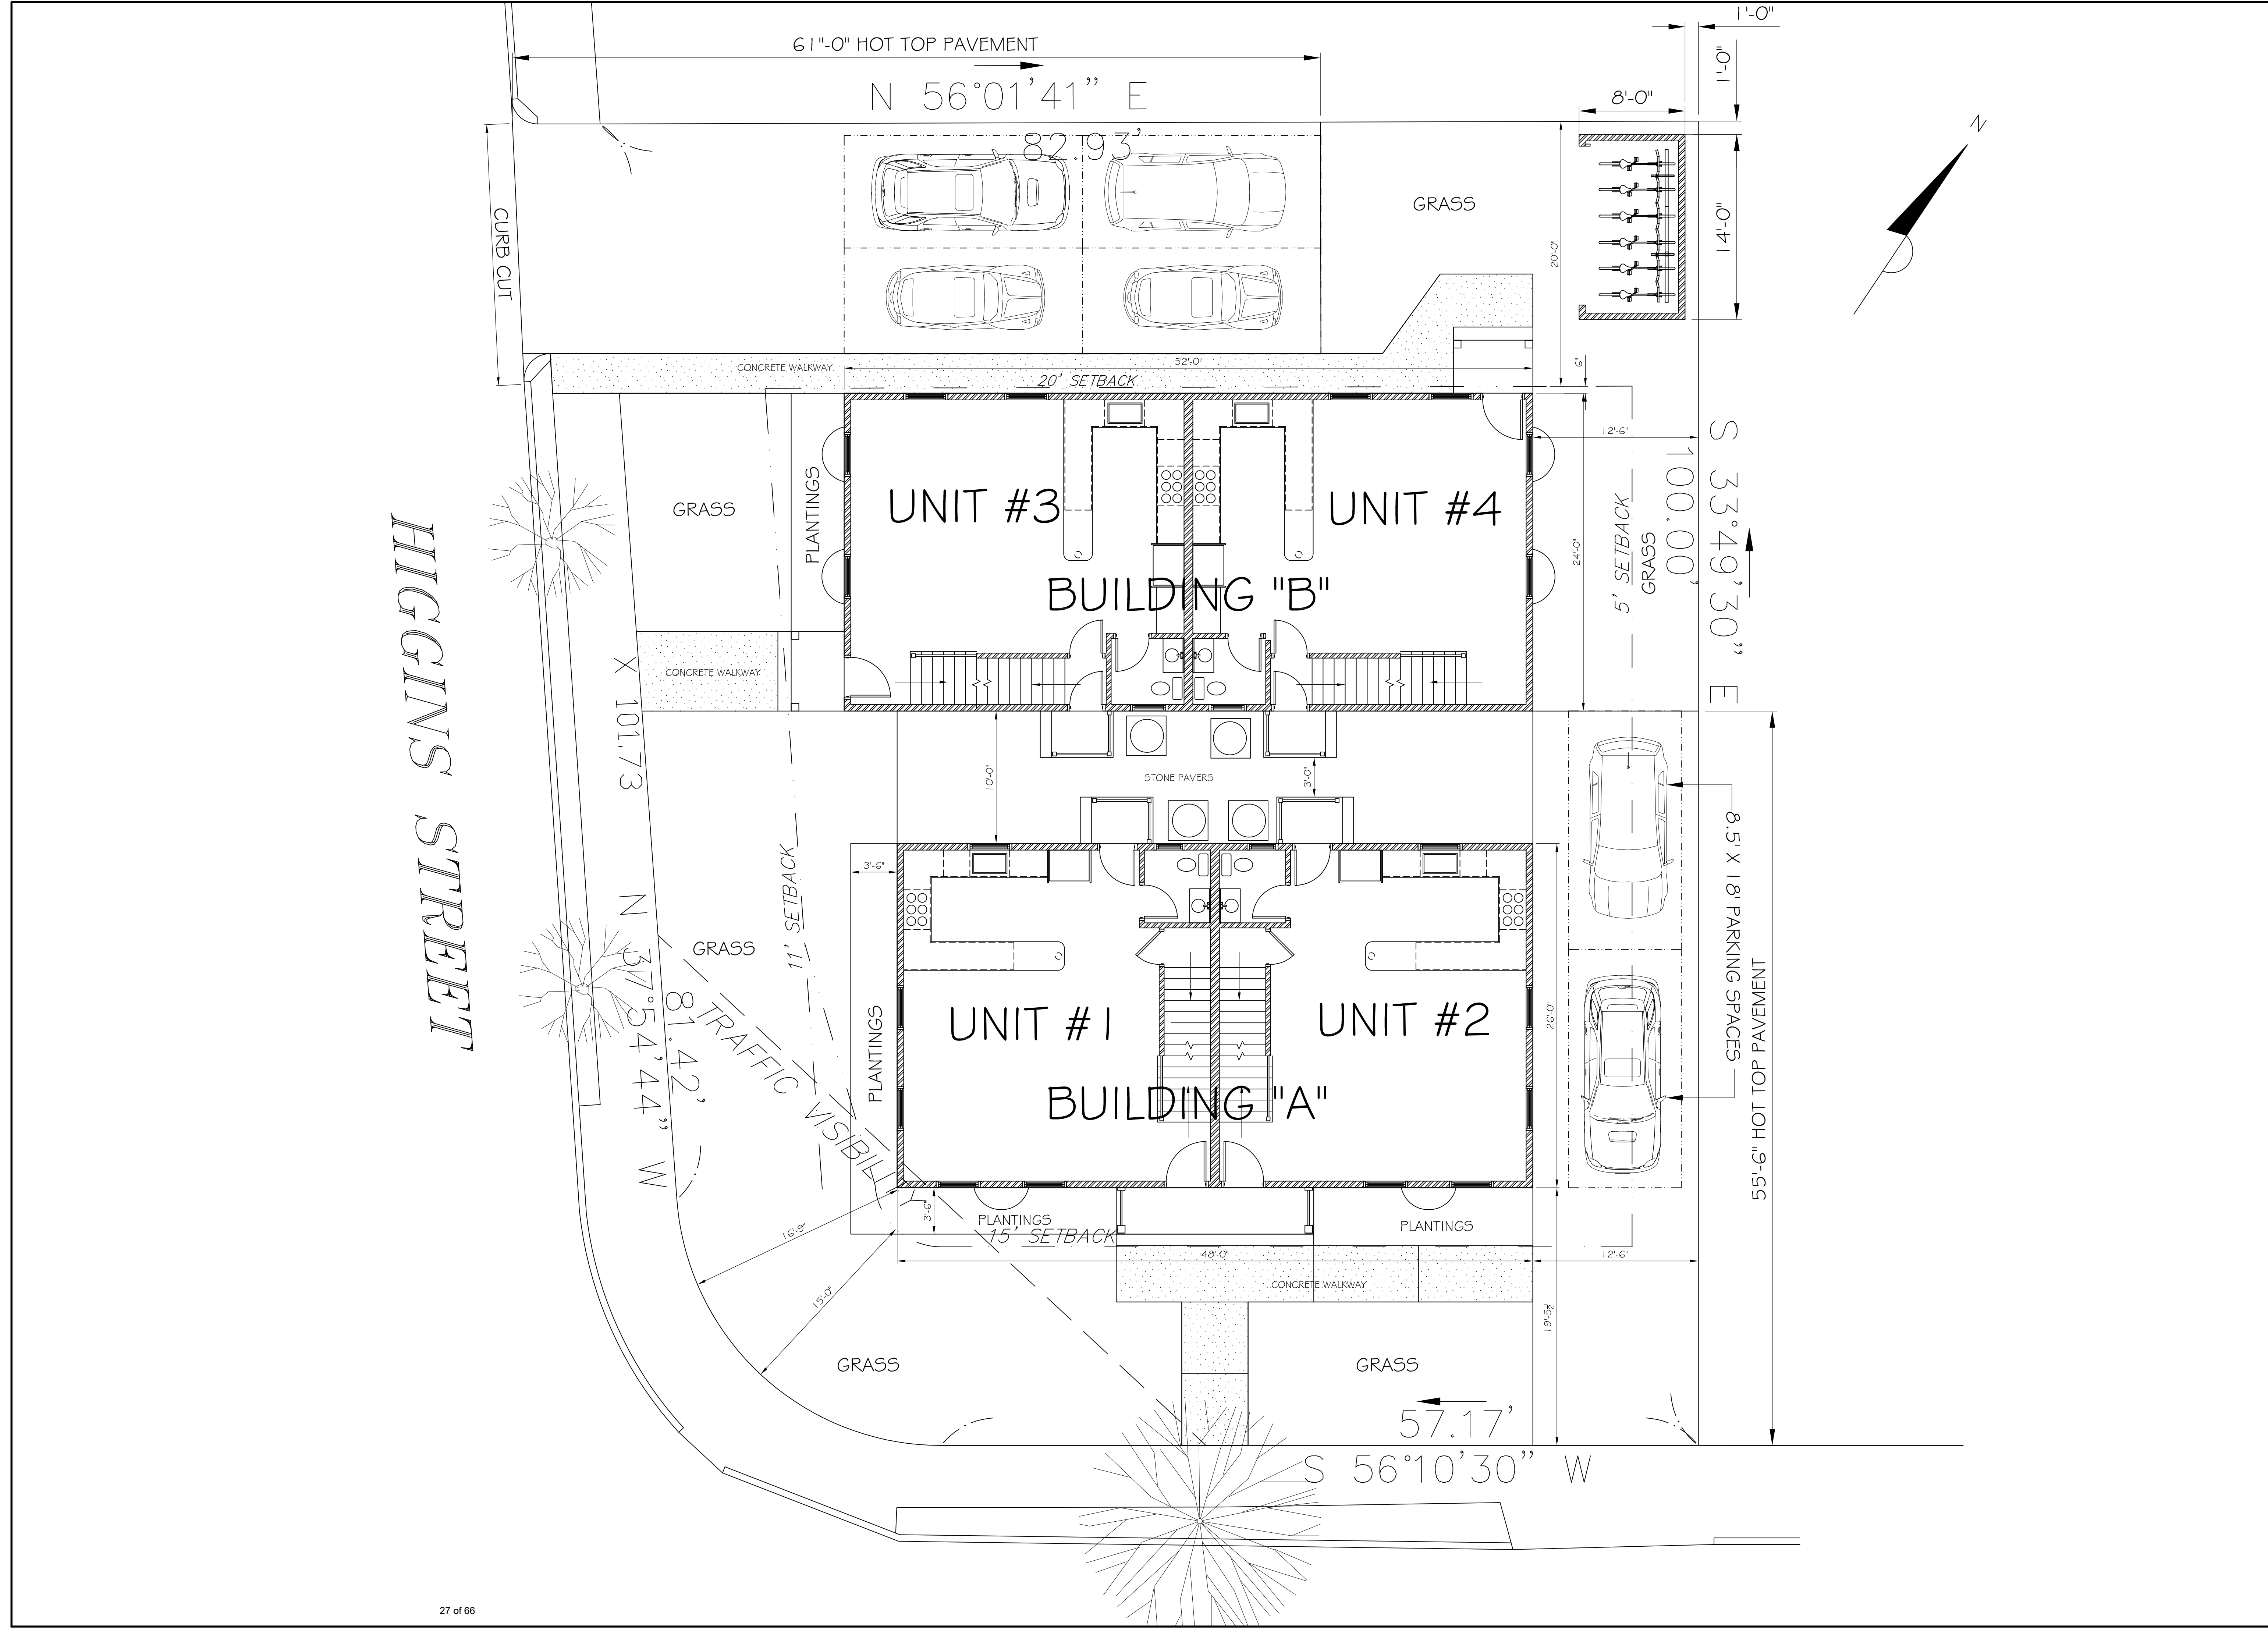 1'-0"
61"-0" HOT TOP PAVEMENT
1'-0"
N 56°01'41" E
8'-0"
82.93'
N
CURB CUT
GRASS
20'-0"
14'-0"
CONCRETE WALKWAY
52'-0"
6"
20' SETBACK
12'-6"
S 33°49'30" E
100.00'
GRASS
PLANTINGS
UNIT #3
UNIT #4
24'-0"
5' SETBACK
GRASS
BUILDING "B"
HIGGINS STREET
CONCRETE WALKWAY
X 101.73
10'-0"
STONE PAVERS
3'-0"
8.5' X 18' PARKING SPACES
3'-6"
11' SETBACK
GRASS
N 37°54'44" W
81.42'
TRAFFIC VISIBIL
PLANTINGS
UNIT #1
UNIT #2
26'-0"
55'-6" HOT TOP PAVEMENT
BUILDING "A"
16'-9"
3'-6"
PLANTINGS
15' SETBACK
PLANTINGS
48'-0"
12'-6"
CONCRETE WALKWAY
15'-0"
19'-5½"
GRASS
GRASS
57.17'
S 56°10'30" W
27 of 66